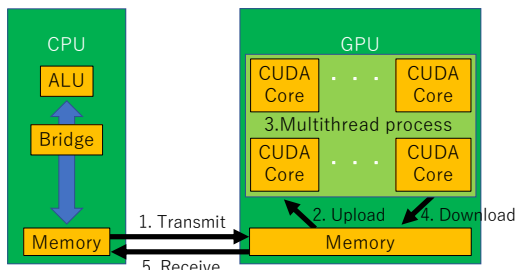 CPU
ALU
Bridge
Memory
GPU
CUDA
Core
. . .
CUDA
Core
3.Multithread process
CUDA
Core
. . .
CUDA
Core
1. Transmit
2. Upload
4. Download
Memory
5. Receive